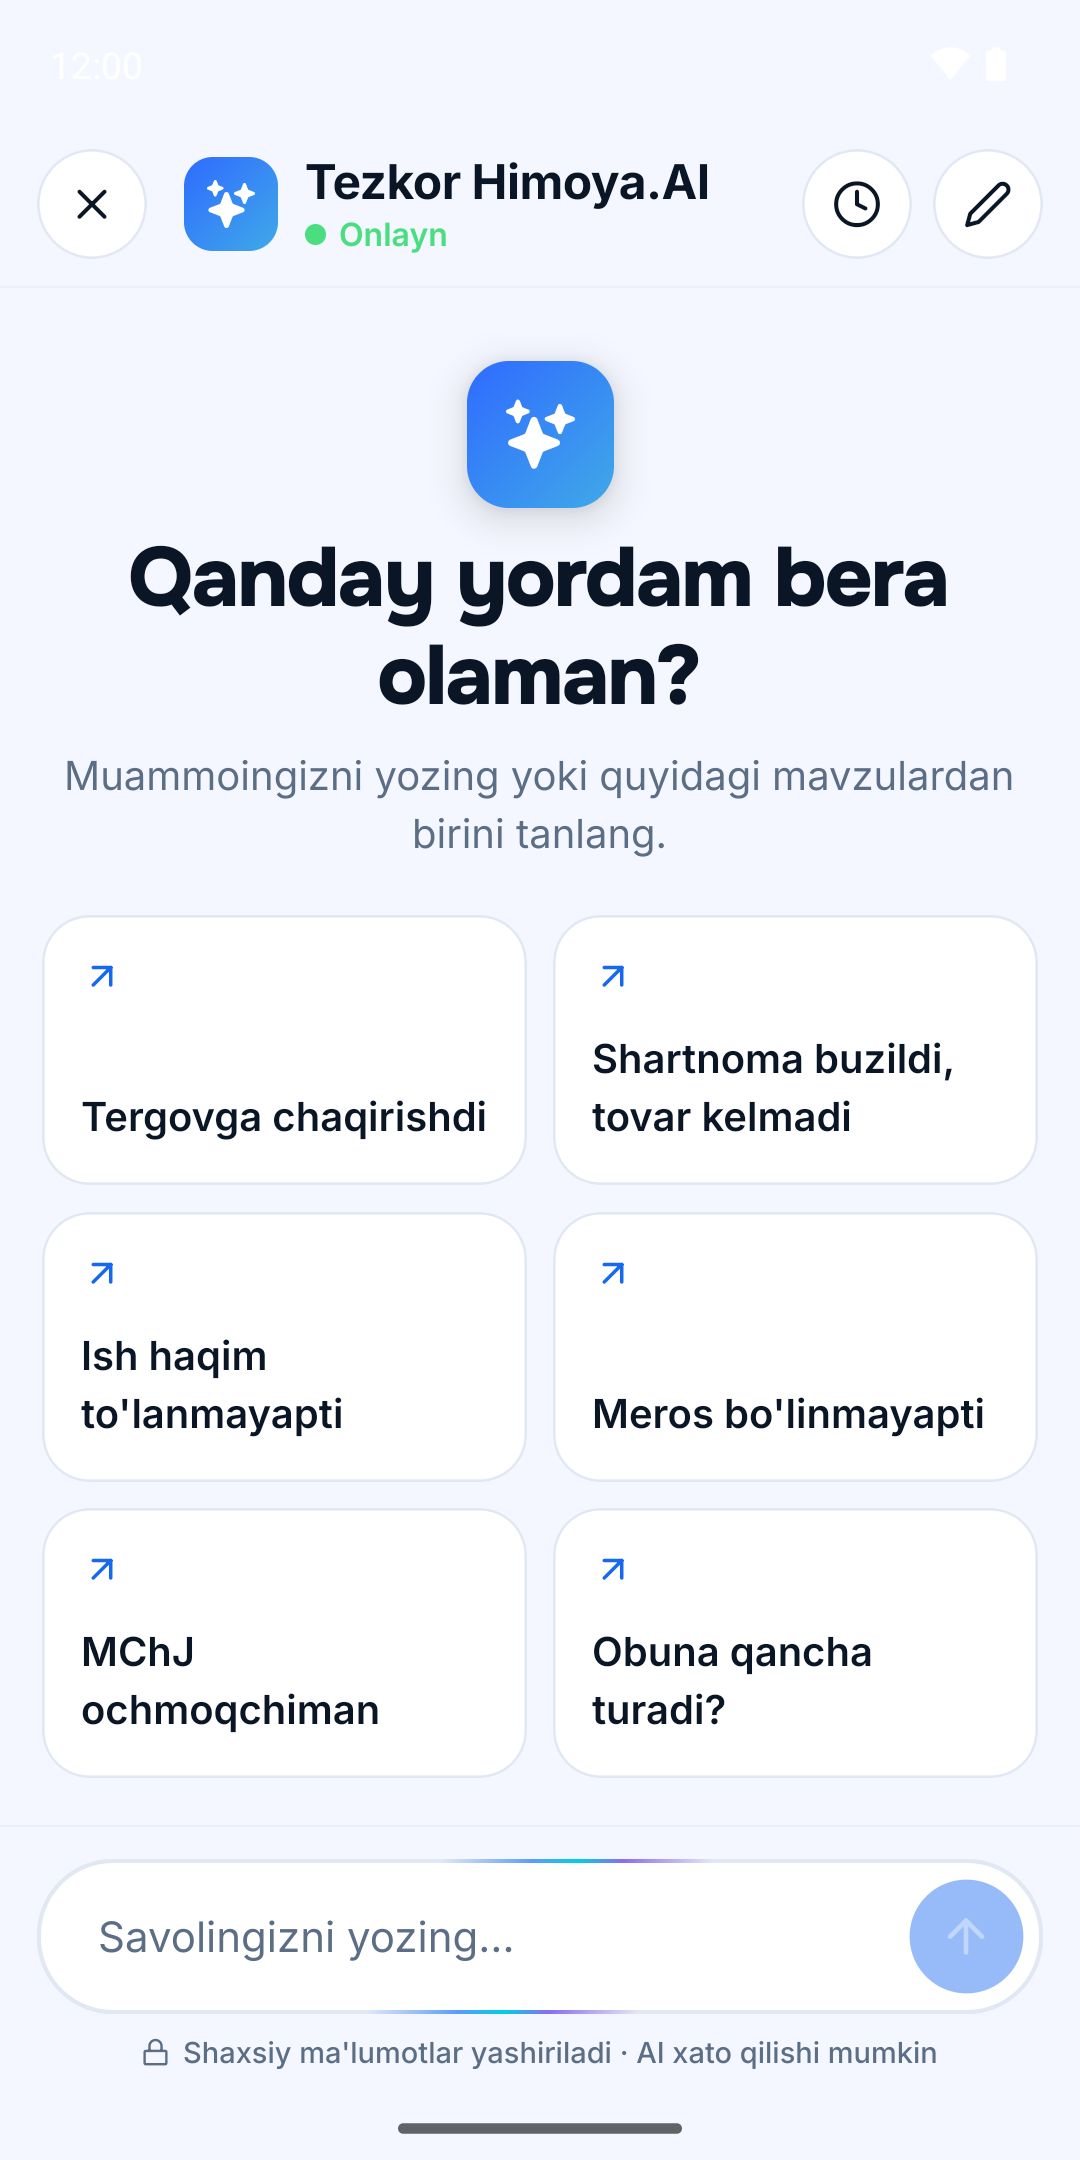 12:00
Tezkor Himoya.AI
Onlayn
Qanday yordam bera
olaman?
Muammoingizni yozing yoki quyidagi mavzulardan
birini tanlang.
Tergovga chaqirishdi
Shartnoma buzildi,
tovar kelmadi
Ish haqim
to'lanmayapti
Meros bo'linmayapti
MChJ
ochmoqchiman
Obuna qancha
turadi?
Savolingizni yozing...
Shaxsiy ma'lumotlar yashiriladi · AI xato qilishi mumkin